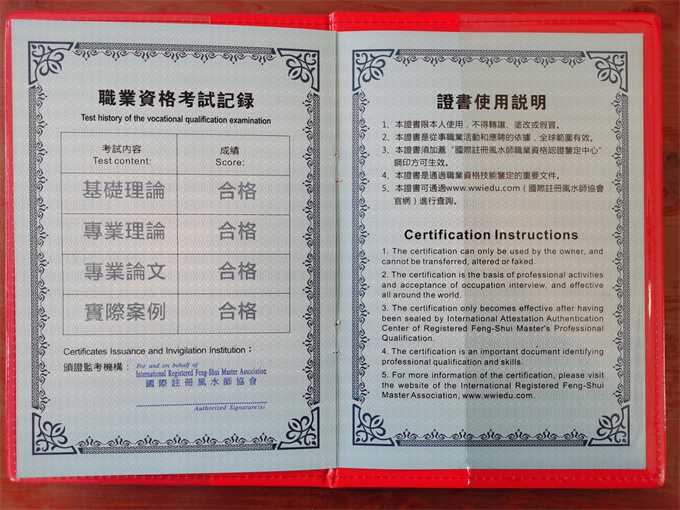 職業資格考試記録
Test history of the vocational qualification examination
考試内容 成績
Test content: Score:
基礎理論 合格
專業理論 合格
專業論文 合格
實際案例 合格
Certificates Issuance and Invigilation Institution：
頒證監考機構：
For and on behalf of
International Registered Feng-Shui Master Association
國際註冊風水師協會
Authorized Signature(s)
證書使用説明
1、本證書限本人使用，不得轉讓、塗改或假冒。
2、本證書是從事職業活動和應聘的依據，全球範圍有效。
3、本證書須加蓋“國際註冊風水師職業資格認證鑒定中心”
鋼印方可生效。
4、本證書是通過職業資格技能鑒定的重要文件。
5、本證書可通過www.wwiedu.com（國際註冊風水師協會
官網）進行查詢。
Certification Instructions
1. The certification can only be used by the owner, and
cannot be transferred, altered or faked.
2. The certification is the basis of professional activities
and acceptance of occupation interview, and effective
all around the world.
3. The certification only becomes effective after having
been sealed by International Attestation Authentication
Center of Registered Feng-Shui Master's Professional
Qualification.
4. The certification is an important document identifying
professional qualification and skills.
5. For more information of the certification, please visit
the website of the International Registered Feng-Shui
Master Association, www.wwiedu.com.